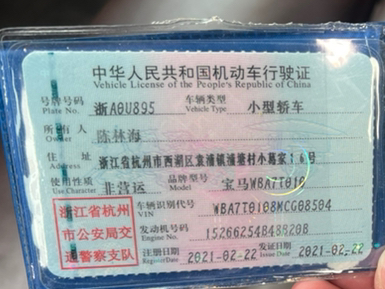 中华人民共和国机动车行驶证
Vehicle License of the People's Republic of China
号牌号码 浙A0U895 车辆类型 小型轿车
Plate No. Vehicle Type
所有人 陈林海
Owner
住址 浙江省杭州市西湖区袁浦镇浦塘村小葛家16号
Address
使用性质 非营运 品牌型号 宝马WBA7T010
Use Character Model
浙江省杭州市公安局交通警察支队
车辆识别代号 WBA7T0108MCG08504
VIN
发动机号码 15266254848820B
Engine No.
注册日期 2021-02-22 发证日期 2021-02-22
Register Date Issue Date